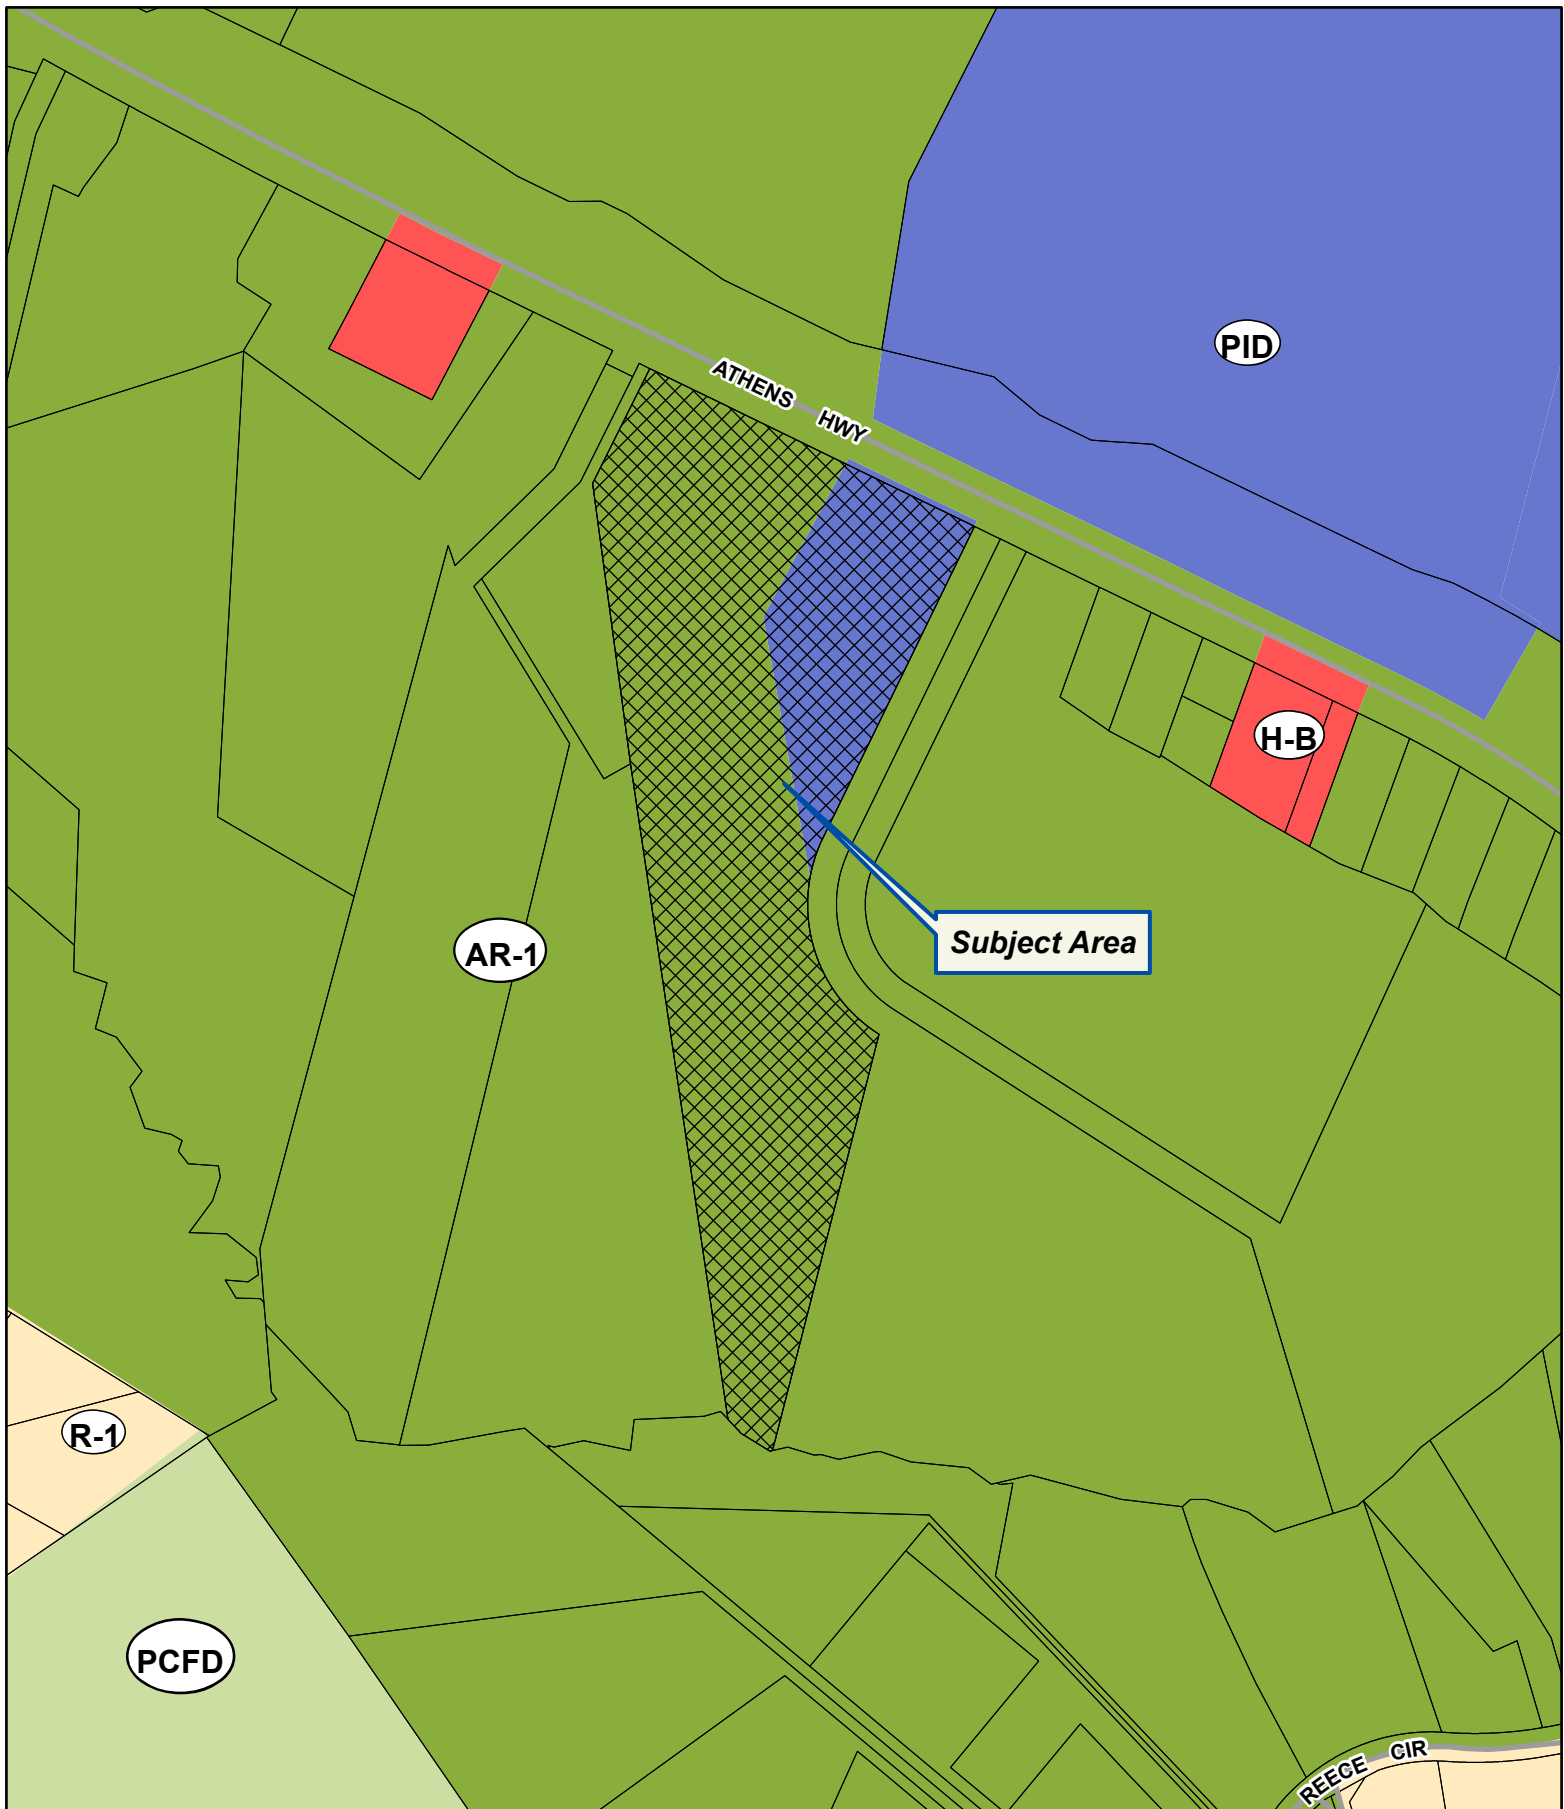 PID
ATHENS HWY
H-B
Subject Area
AR-1
R-1
PCFD
REECE CIR